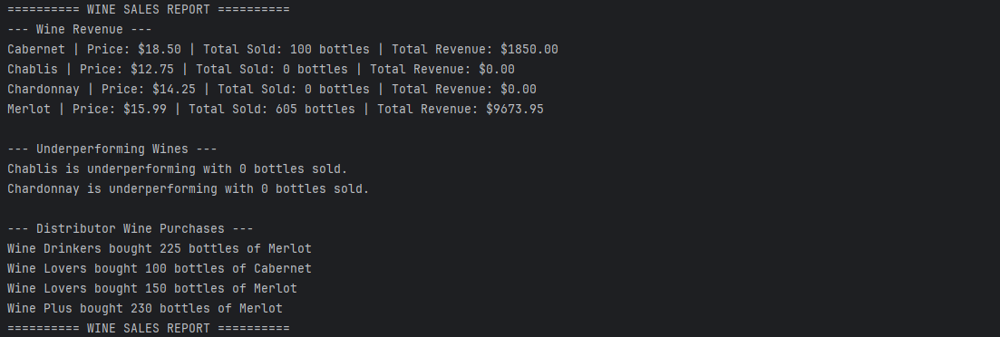 ========== WINE SALES REPORT ==========
--- Wine Revenue ---
Cabernet | Price: $18.50 | Total Sold: 100 bottles | Total Revenue: $1850.00
Chablis | Price: $12.75 | Total Sold: 0 bottles | Total Revenue: $0.00
Chardonnay | Price: $14.25 | Total Sold: 0 bottles | Total Revenue: $0.00
Merlot | Price: $15.99 | Total Sold: 605 bottles | Total Revenue: $9673.95
--- Underperforming Wines ---
Chablis is underperforming with 0 bottles sold.
Chardonnay is underperforming with 0 bottles sold.
--- Distributor Wine Purchases ---
Wine Drinkers bought 225 bottles of Merlot
Wine Lovers bought 100 bottles of Cabernet
Wine Lovers bought 150 bottles of Merlot
Wine Plus bought 230 bottles of Merlot
========== WINE SALES REPORT ==========